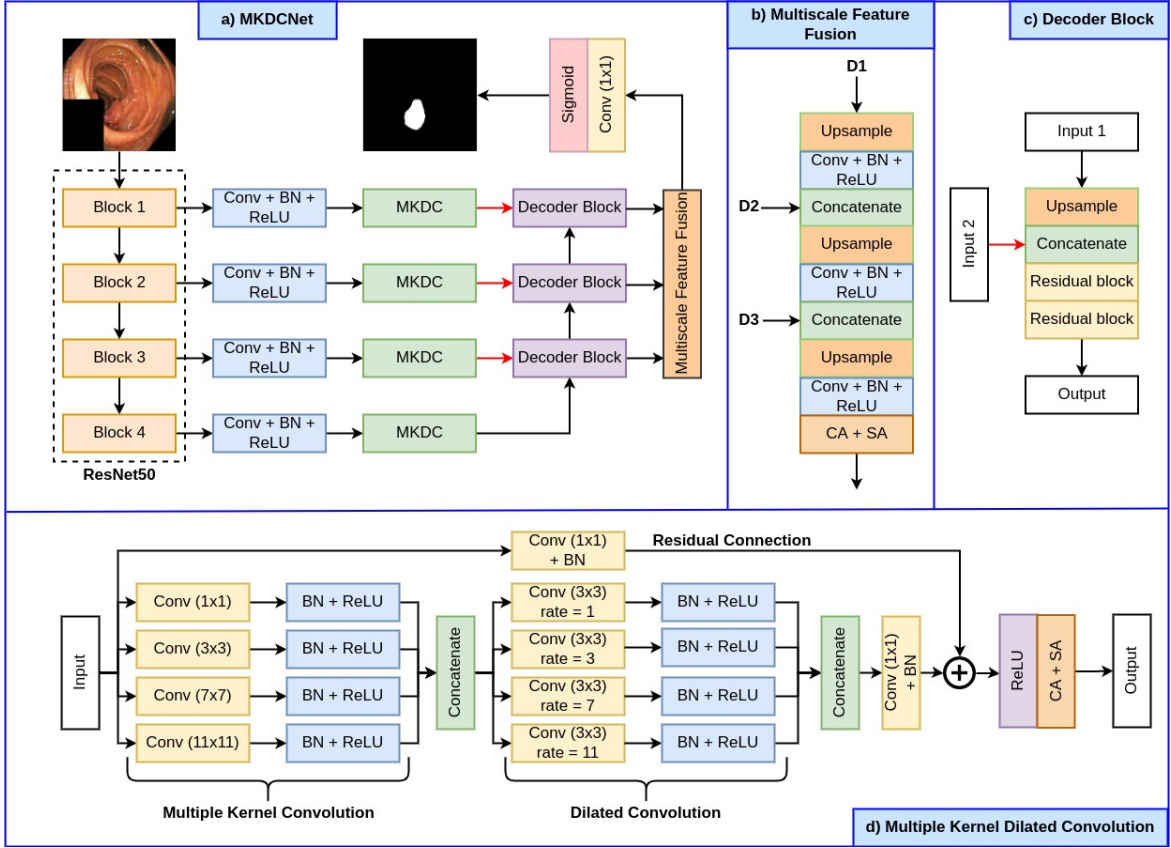 a) MKDCNet
Sigmoid
Conv (1x1)
Block 1
Conv + BN +
ReLU
MKDC
Decoder Block
Block 2
Conv + BN +
ReLU
MKDC
Decoder Block
Block 3
Conv + BN +
ReLU
MKDC
Decoder Block
Block 4
Conv + BN +
ReLU
MKDC
Multiscale Feature Fusion
ResNet50
b) Multiscale Feature
Fusion
D1
Upsample
Conv + BN +
ReLU
D2
Concatenate
Upsample
Conv + BN +
ReLU
D3
Concatenate
Upsample
Conv + BN +
ReLU
CA + SA
c) Decoder Block
Input 1
Input 2
Upsample
Concatenate
Residual block
Residual block
Output
Input
Conv (1x1)
+ BN
Residual Connection
Conv (1x1)
BN + ReLU
Conv (3x3)
BN + ReLU
Conv (7x7)
BN + ReLU
Conv (11x11)
BN + ReLU
Multiple Kernel Convolution
Concatenate
Conv (3x3)
rate = 1
BN + ReLU
Conv (3x3)
rate = 3
BN + ReLU
Conv (3x3)
rate = 7
BN + ReLU
Conv (3x3)
rate = 11
BN + ReLU
Dilated Convolution
Concatenate
Conv (1x1)
+ BN
+
ReLU
CA + SA
Output
d) Multiple Kernel Dilated Convolution